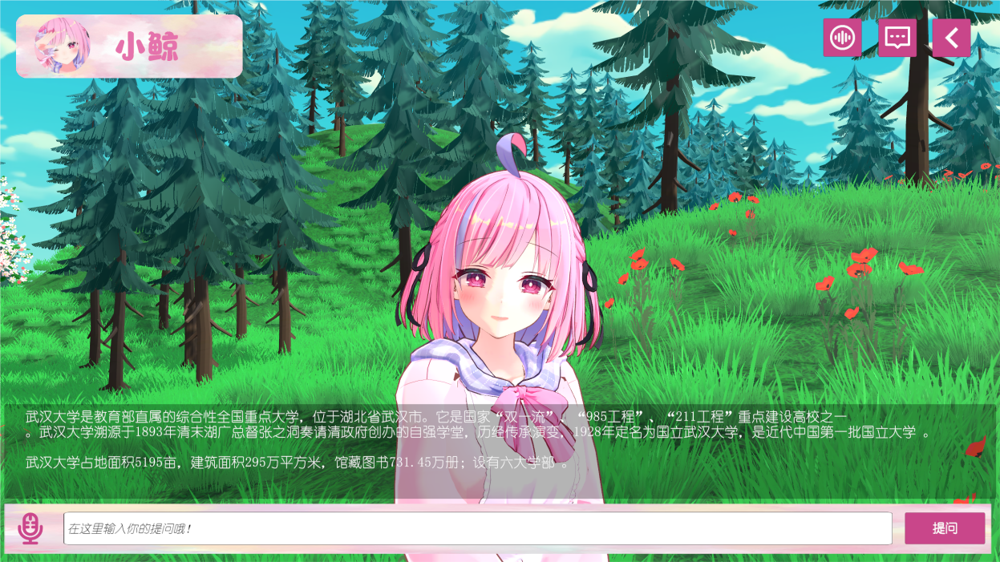 小鲸
武汉大学是教育部直属的综合性全国重点大学，位于湖北省武汉市。它是国家“双一流”、“985工程”、“211工程”重点建设高校之一
。武汉大学溯源于1893年清末湖广总督张之洞奏请清政府创办的自强学堂，历经传承演变，1928年定名为国立武汉大学，是近代中国第一批国立大学 。
武汉大学占地面积5195亩，建筑面积295万平方米，馆藏图书731.45万册；设有六大学部 。
在这里输入你的提问哦!
提问